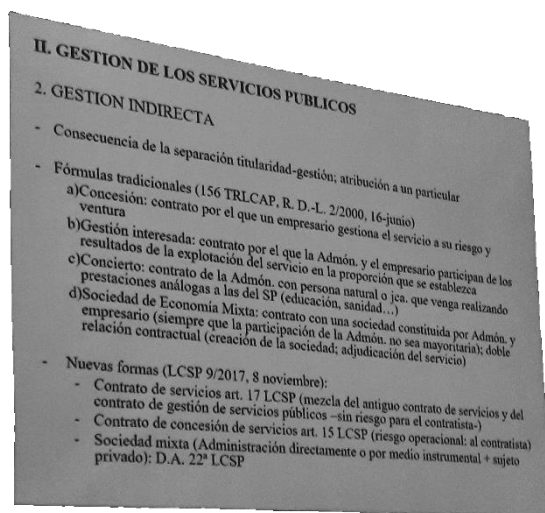 II. GESTION DE LOS SERVICIOS PUBLICOS
2. GESTION INDIRECTA
- Consecuencia de la separación titularidad-gestión; atribución a un particular
- Fórmulas tradicionales (156 TRLCAP, R. D.-L. 2/2000, 16-junio)
a)Concesión: contrato por el que un empresario gestiona el servicio a su riesgo y
ventura
b)Gestión interesada: contrato por el que la Admón. y el empresario participan de los
resultados de la explotación del servicio en la proporción que se establezca
c)Concierto: contrato de la Admón. con persona natural o jca. que venga realizando
prestaciones análogas a las del SP (educación, sanidad...)
d)Sociedad de Economía Mixta: contrato con una sociedad constituida por Admón. y
empresario (siempre que la participación de la Admón. no sea mayoritaria); doble
relación contractual (creación de la sociedad; adjudicación del servicio)
- Nuevas formas (LCSP 9/2017, 8 noviembre):
- Contrato de servicios art. 17 LCSP (mezcla del antiguo contrato de servicios y del
contrato de gestión de servicios públicos –sin riesgo para el contratista-)
- Contrato de concesión de servicios art. 15 LCSP (riesgo operacional: al contratista)
- Sociedad mixta (Administración directamente o por medio instrumental + sujeto
privado): D.A. 22ª LCSP